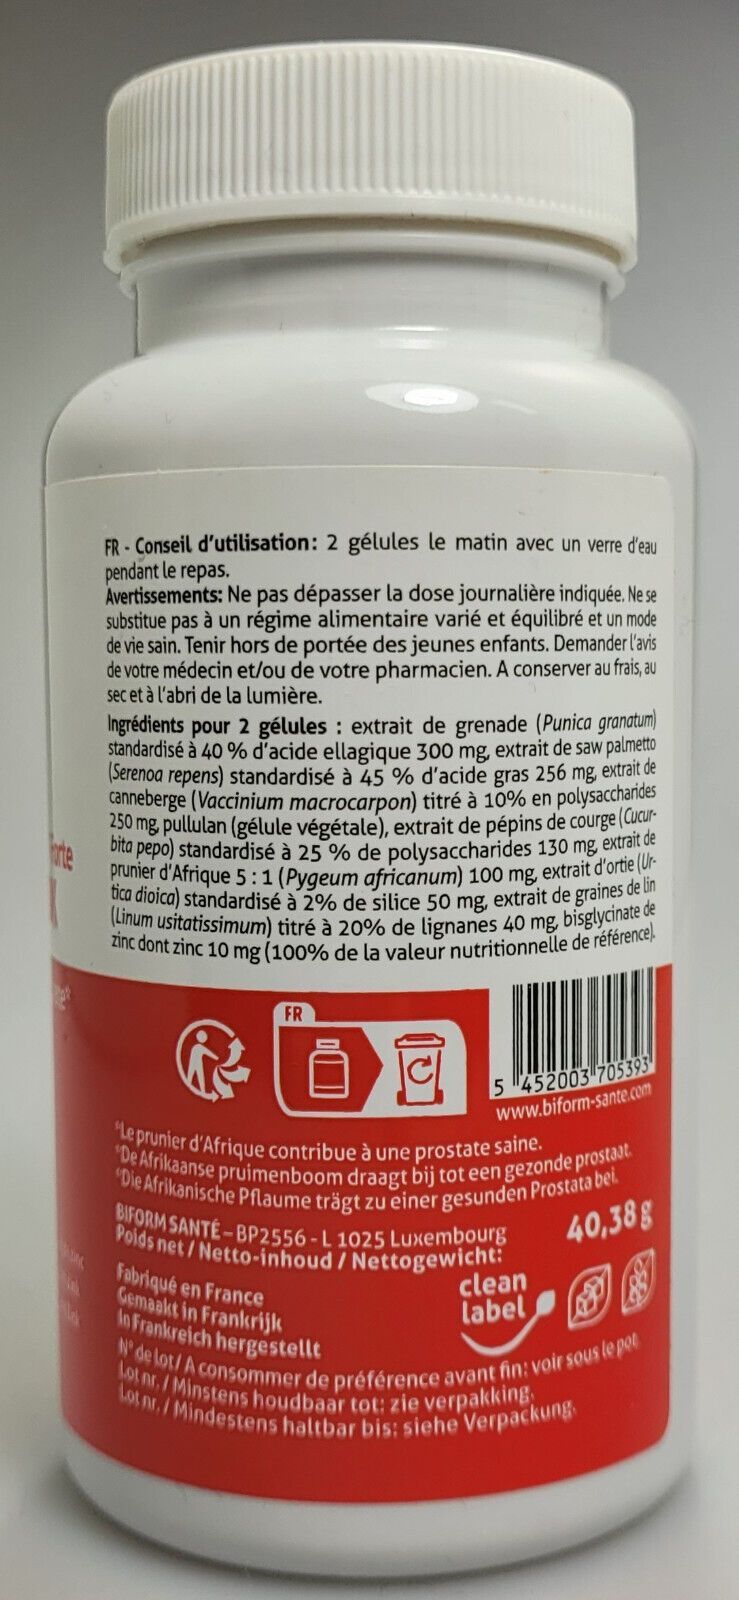 FR - Conseil d'utilisation: 2 gélules le matin avec un verre d'eau
pendant le repas.
Avertissements: Ne pas dépasser la dose journalière indiquée. Ne se
substitue pas à un régime alimentaire varié et équilibré et un mode
de vie sain. Tenir hors de portée des jeunes enfants. Demander l'avis
de votre médecin et/ou de votre pharmacien. A conserver au frais, au
sec et à l'abri de la lumière.
Ingrédients pour 2 gélules : extrait de grenade (Punica granatum)
standardisé à 40 % d'acide ellagique 300 mg, extrait de saw palmetto
(Serenoa repens) standardisé à 45 % d'acide gras 256 mg, extrait de
canneberge (Vaccinium macrocarpon) titré à 10% en polysaccharides
250 mg, pullulan (gélule végétale), extrait de pépins de courge (Cucur-
bita pepo) standardisé à 25 % de polysaccharides 130 mg, extrait de
prunier d'Afrique 5 : 1 (Pygeum africanum) 100 mg, extrait d'ortie (Ur-
tica dioica) standardisé à 2% de silice 50 mg, extrait de graines de lin
(Linum usitatissimum) titré à 20% de lignanes 40 mg, bisglycinate de
zinc dont zinc 10 mg (100% de la valeur nutritionnelle de référence).
Forte
FR
5 452003 705393
www.biform-sante.com
*Le prunier d'Afrique contribue à une prostate saine.
*De Afrikaanse pruimenboom draagt bij tot een gezonde prostaat.
*Die Afrikanische Pflaume trägt zu einer gesunden Prostata bei.
BIFORM SANTÉ – BP2556 - L 1025 Luxembourg
Poids net / Netto-inhoud / Nettogewicht: 40,38 g
Fabriqué en France
Gemaakt in Frankrijk
In Frankreich hergestellt
clean
label
N° de lot / A consommer de préférence avant fin: voir sous le pot
Lot nr. / Minstens houdbaar tot: zie verpakking.
Lot nr. / Mindestens haltbar bis: siehe Verpackung.